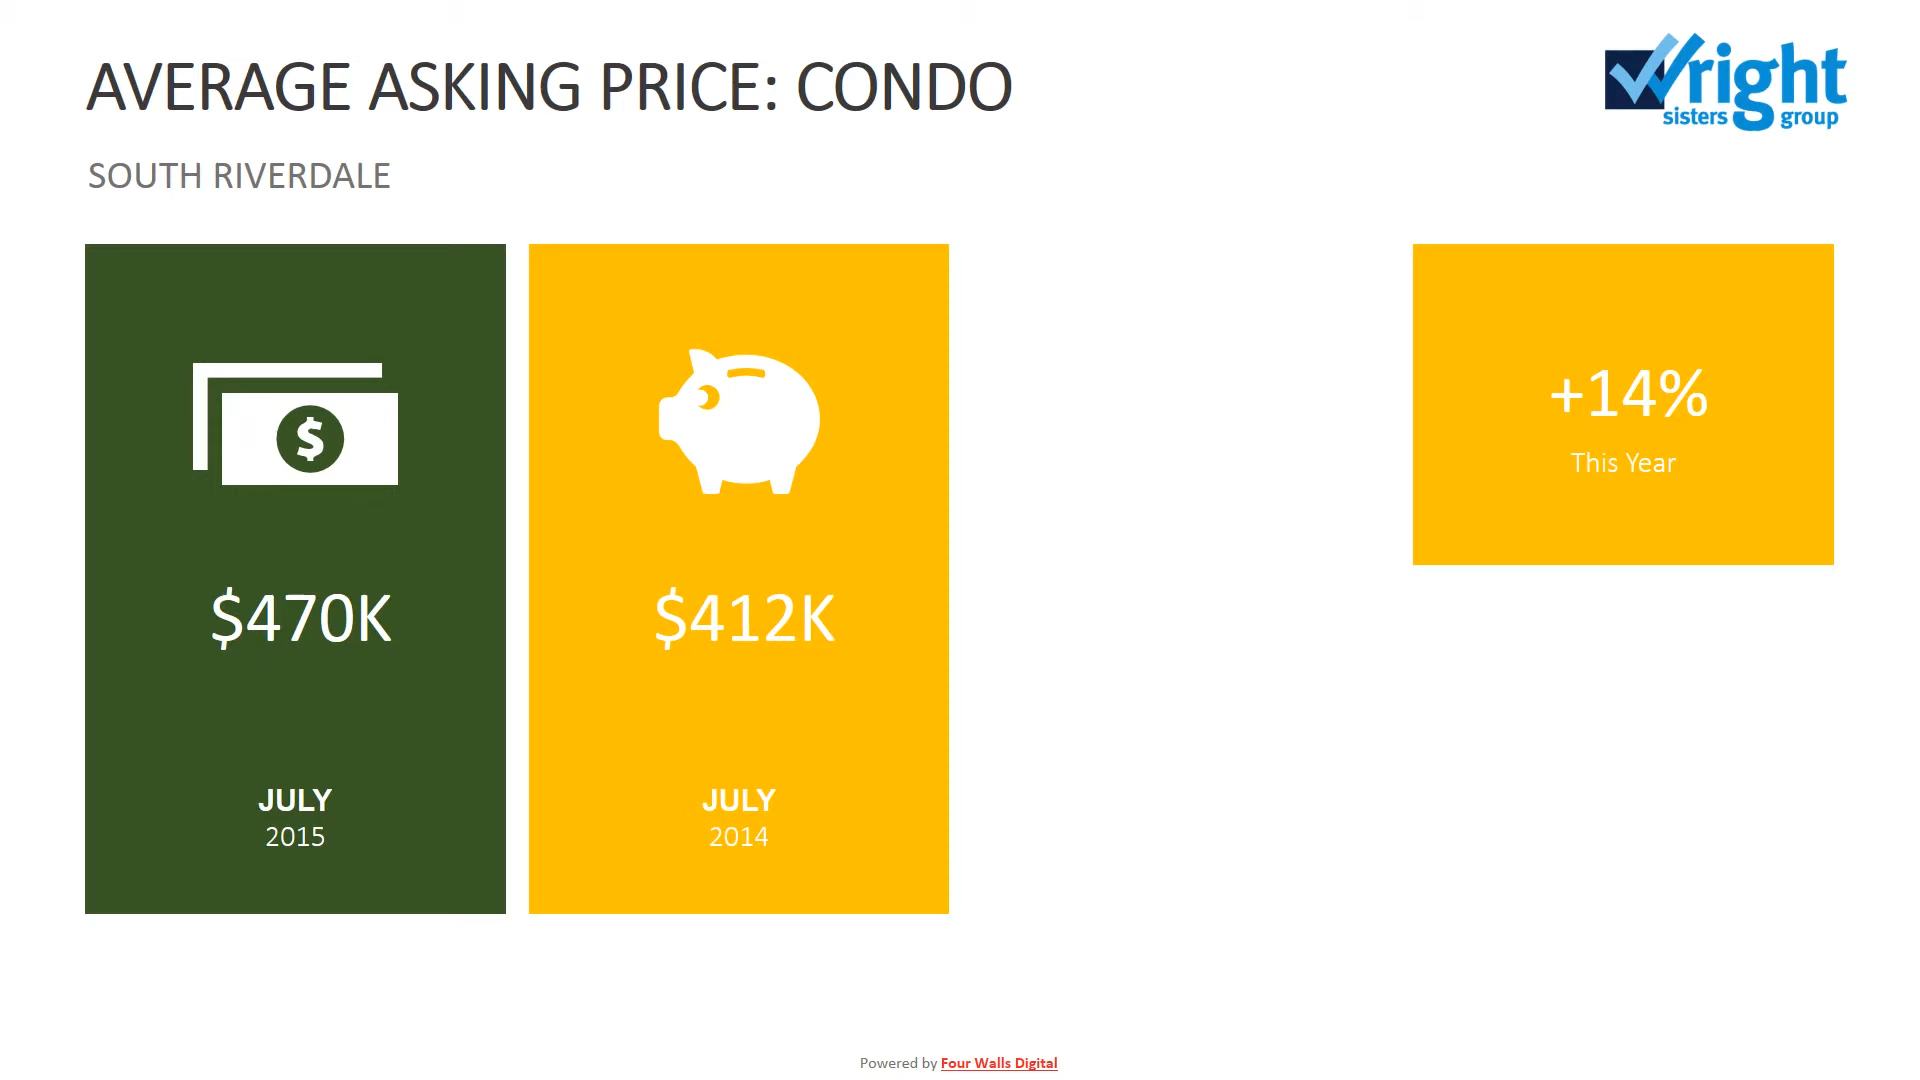 AVERAGE ASKING PRICE: CONDO
Wright
sisters group
SOUTH RIVERDALE
$
$470K
JULY
2015
$412K
JULY
2014
+14%
This Year
Powered by Four Walls Digital